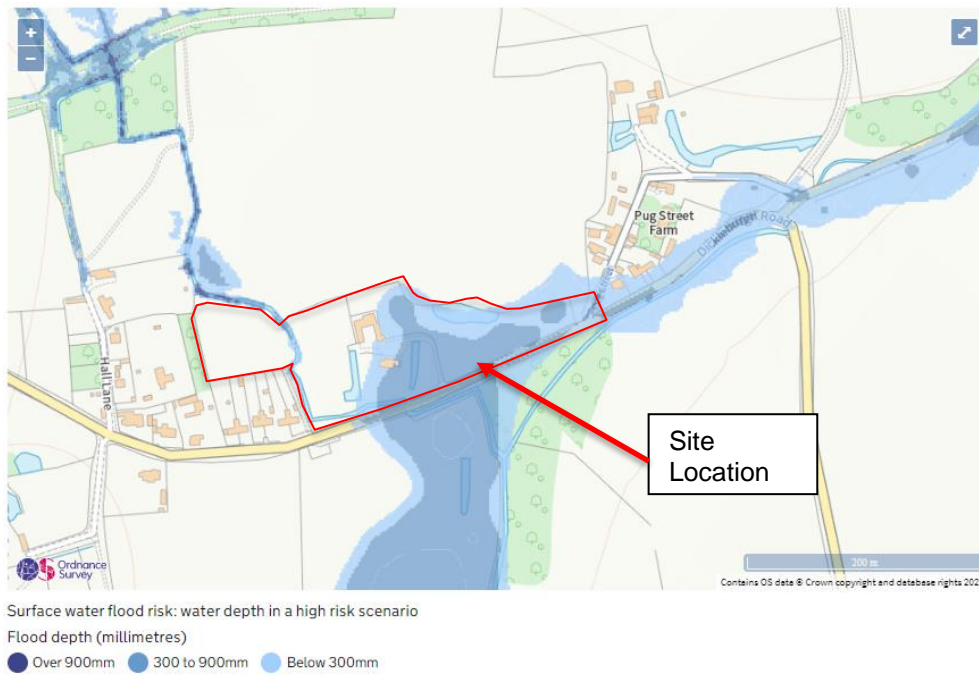 +
−
Pug Street
Farm
Dickleburgh Road
Hall Lane
Site
Location
Ordnance
Survey
200 m
Contains OS data © Crown copyright and database rights 202
Surface water flood risk: water depth in a high risk scenario
Flood depth (millimetres)
Over 900mm 300 to 900mm Below 300mm